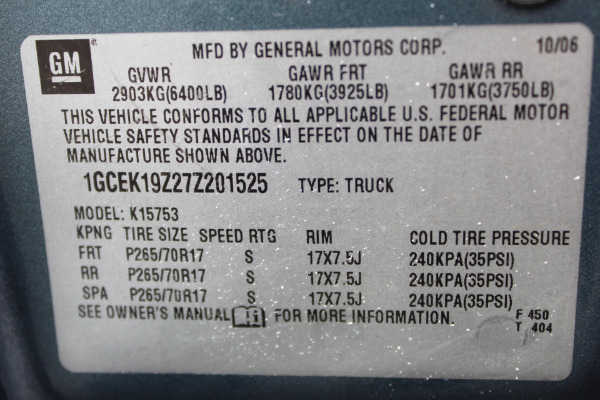 GM MFD BY GENERAL MOTORS CORP. 10/06
GVWR GAWR FRT GAWR RR
2903KG(6400LB) 1780KG(3925LB) 1701KG(3750LB)
THIS VEHICLE CONFORMS TO ALL APPLICABLE U.S. FEDERAL MOTOR
VEHICLE SAFETY STANDARDS IN EFFECT ON THE DATE OF
MANUFACTURE SHOWN ABOVE.
1GCEK19Z27Z201525 TYPE: TRUCK
MODEL: K15753
KPNG TIRE SIZE SPEED RTG RIM COLD TIRE PRESSURE
FRT P265/70R17 S 17X7.5J 240KPA(35PSI)
RR P265/70R17 S 17X7.5J 240KPA(35PSI)
SPA P265/70R17 S 17X7.5J 240KPA(35PSI)
SEE OWNER'S MANUAL FOR MORE INFORMATION. F 450
T 404